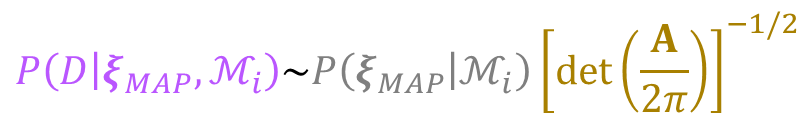 P(D|ξ_MAP, ℳ_i)~P(ξ_MAP|ℳ_i) [det (A/2π)]^{-1/2}